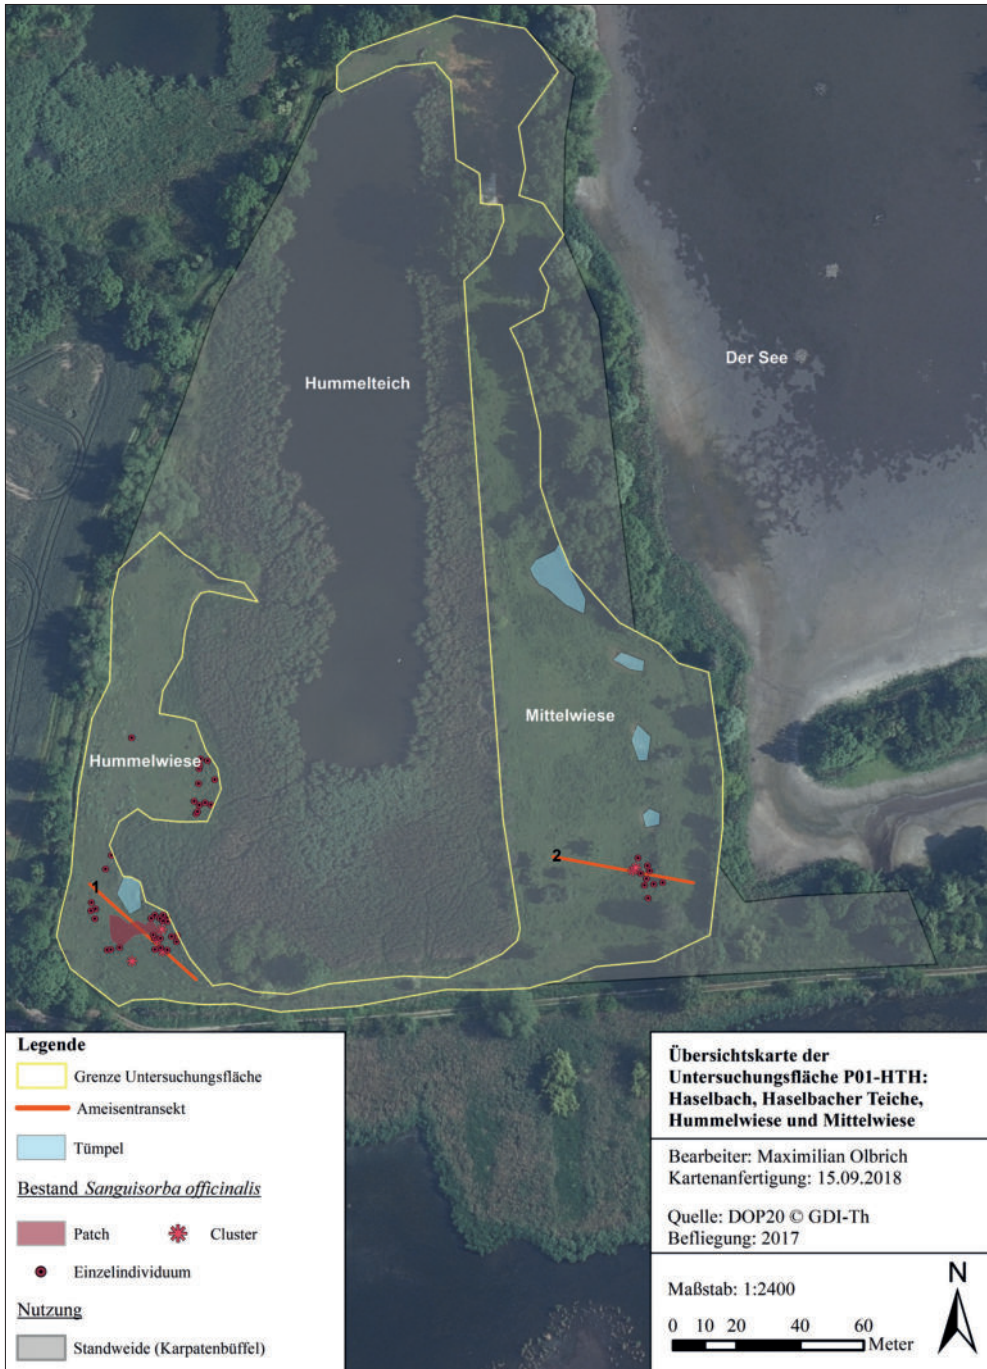 Hummelteich
Der See
Mittelwiese
Hummelwiese
1
2
Legende
Grenze Untersuchungsfläche
Ameisentransekt
Tümpel
Bestand Sanguisorba officinalis
Patch
Cluster
Einzelindividuum
Nutzung
Standweide (Karpatenbüffel)
Übersichtskarte der
Untersuchungsfläche P01-HTH:
Haselbach, Haselbacher Teiche,
Hummelwiese und Mittelwiese
Bearbeiter: Maximilian Olbrich
Kartenanfertigung: 15.09.2018
Quelle: DOP20 © GDI-Th
Befliegung: 2017
Maßstab: 1:2400
N
0 10 20 40 60
Meter